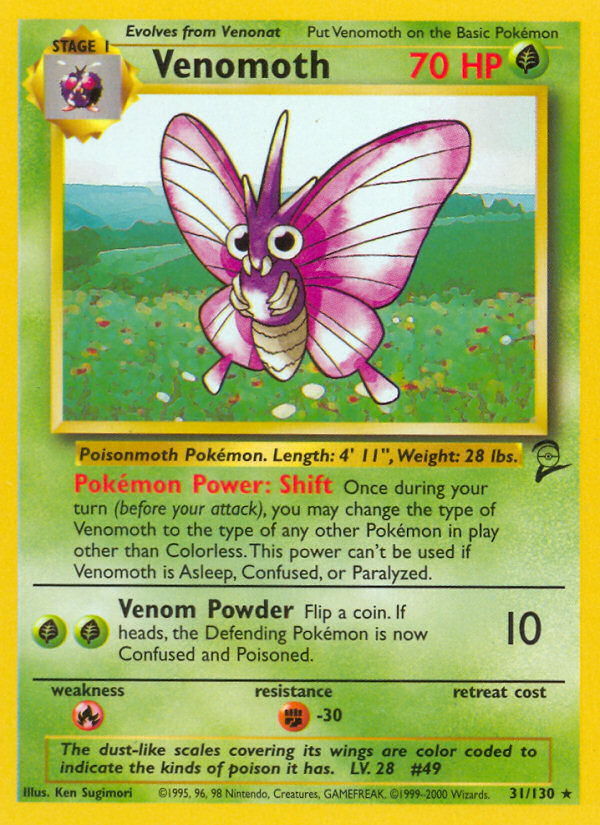 Evolves from Venonat Put Venomoth on the Basic Pokémon
STAGE 1
Venomoth 70 HP
Poisonmoth Pokémon. Length: 4' 11", Weight: 28 lbs.
Pokémon Power: Shift Once during your
turn (before your attack), you may change the type of
Venomoth to the type of any other Pokémon in play
other than Colorless. This power can't be used if
Venomoth is Asleep, Confused, or Paralyzed.
Venom Powder Flip a coin. If
heads, the Defending Pokémon is now
Confused and Poisoned.
10
weakness resistance retreat cost
-30
The dust-like scales covering its wings are color coded to
indicate the kinds of poison it has. LV. 28 #49
Illus. Ken Sugimori ©1995, 96, 98 Nintendo, Creatures, GAMEFREAK. ©1999-2000 Wizards. 31/130 ★